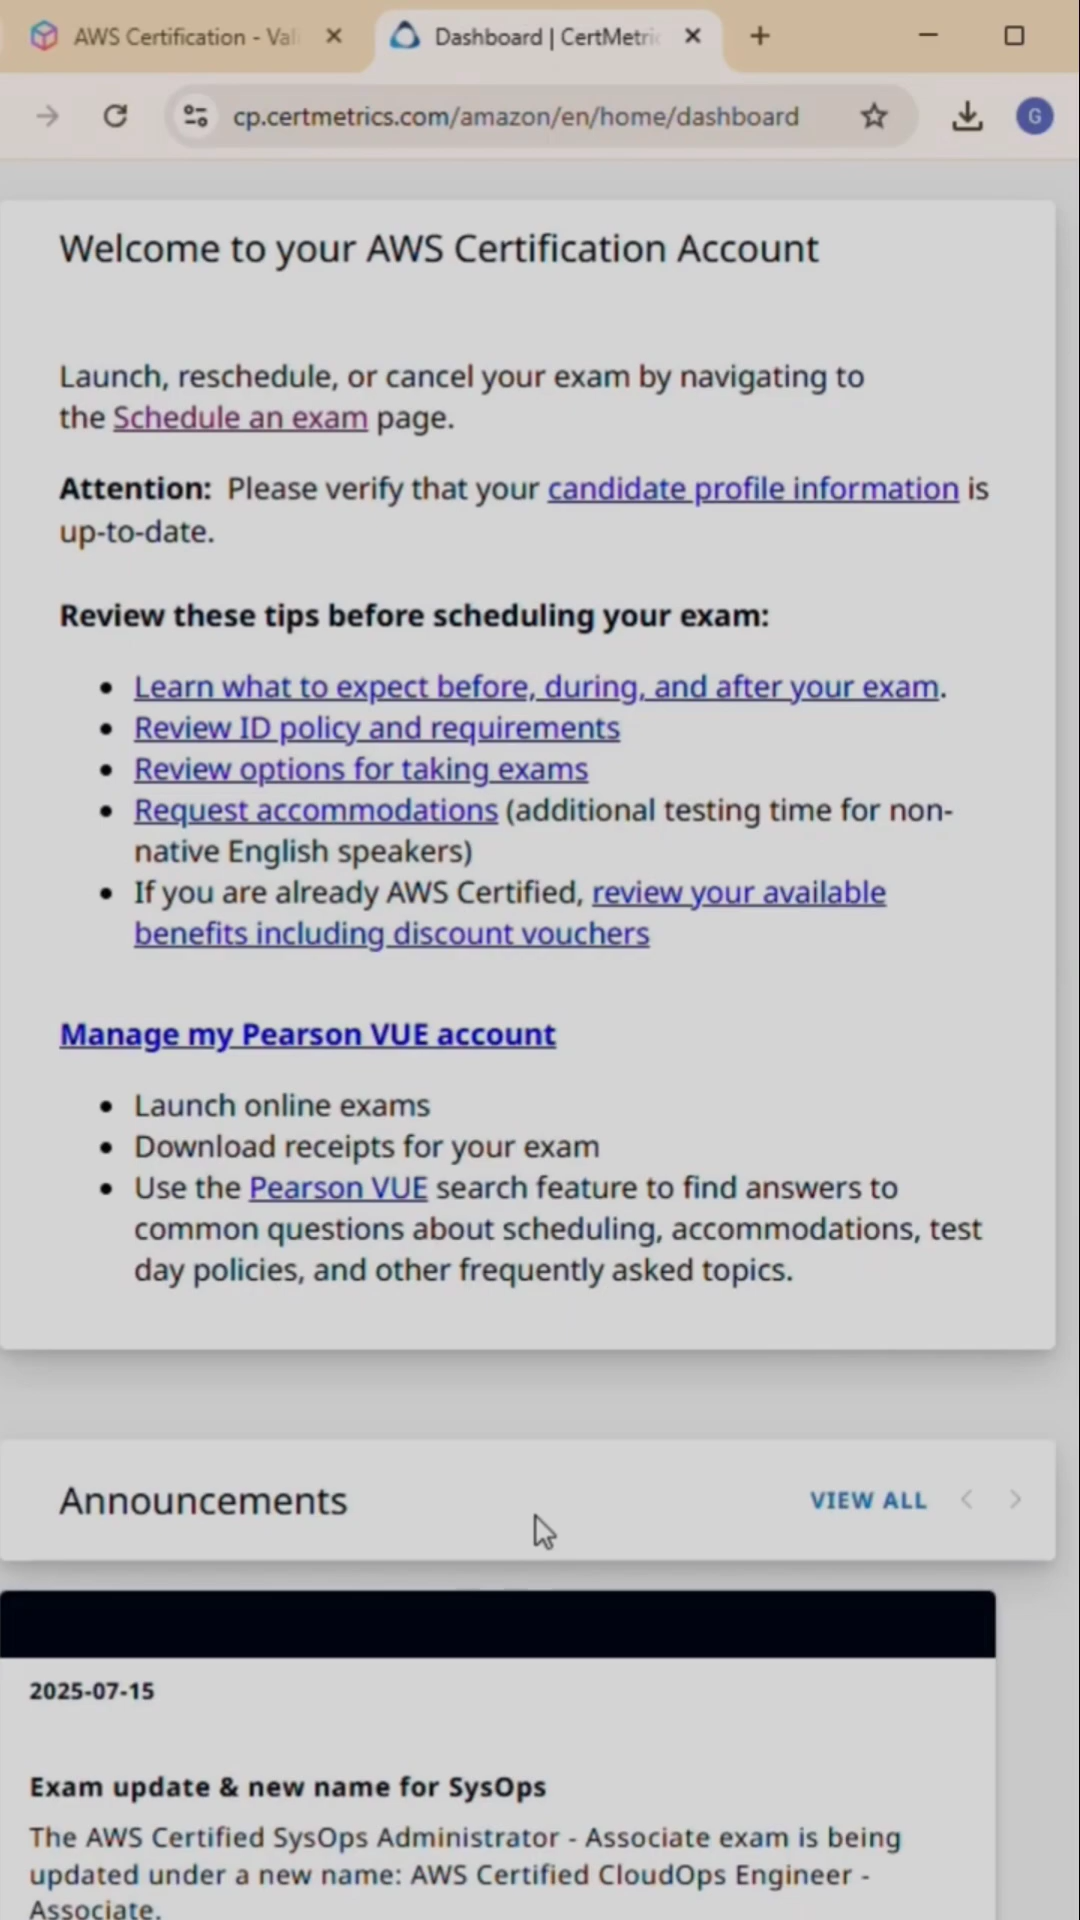 AWS Certification - Vali
Dashboard | CertMetric
cp.certmetrics.com/amazon/en/home/dashboard
G
Welcome to your AWS Certification Account
Launch, reschedule, or cancel your exam by navigating to
the Schedule an exam page.
Attention: Please verify that your candidate profile information is
up-to-date.
Review these tips before scheduling your exam:
• Learn what to expect before, during, and after your exam.
• Review ID policy and requirements
• Review options for taking exams
• Request accommodations (additional testing time for non-
native English speakers)
• If you are already AWS Certified, review your available
benefits including discount vouchers
Manage my Pearson VUE account
• Launch online exams
• Download receipts for your exam
• Use the Pearson VUE search feature to find answers to
common questions about scheduling, accommodations, test
day policies, and other frequently asked topics.
Announcements
VIEW ALL
2025-07-15
Exam update & new name for SysOps
The AWS Certified SysOps Administrator - Associate exam is being
updated under a new name: AWS Certified CloudOps Engineer -
Associate.